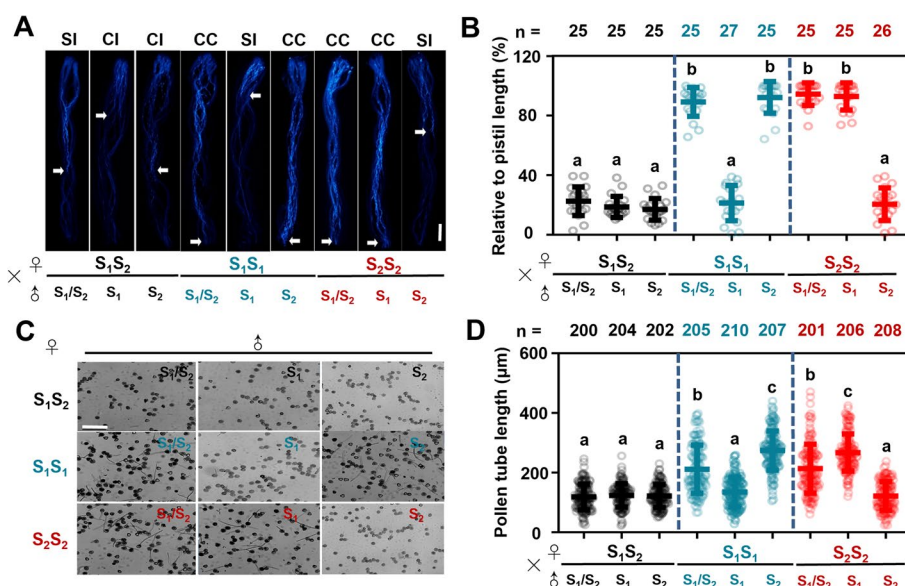 A
SI CI CI CC SI CC CC CC SI
× ♀ S₁S₂ S₁S₁ S₂S₂
♂ S₁/S₂ S₁ S₂ S₁/S₂ S₁ S₂ S₁/S₂ S₁ S₂
B
n = 25 25 25 25 27 25 25 25 26
Relative to pistil length (%)
120
80
40
0
a a a b a b b b a
× ♀ S₁S₂ S₁S₁ S₂S₂
♂ S₁/S₂ S₁ S₂ S₁/S₂ S₁ S₂ S₁/S₂ S₁ S₂
C
♀ ♂
S₁S₂ S₁/S₂ S₁ S₂
S₁S₁ S₁/S₂ S₁ S₂
S₂S₂ S₁/S₂ S₁ S₂
D
n = 200 204 202 205 210 207 201 206 208
Pollen tube length (μm)
600
400
200
0
a a a b a c b c a
× ♀ S₁S₂ S₁S₁ S₂S₂
♂ S₁/S₂ S₁ S₂ S₁/S₂ S₁ S₂ S₁/S₂ S₁ S₂